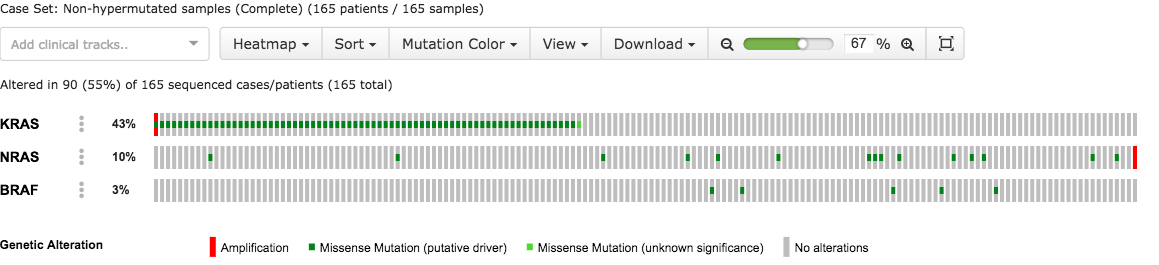 Case Set: Non-hypermutated samples (Complete) (165 patients / 165 samples)
Add clinical tracks.. Heatmap Sort Mutation Color View Download 67 %
Altered in 90 (55%) of 165 sequenced cases/patients (165 total)
KRAS 43%
NRAS 10%
BRAF 3%
Genetic Alteration Amplification Missense Mutation (putative driver) Missense Mutation (unknown significance) No alterations